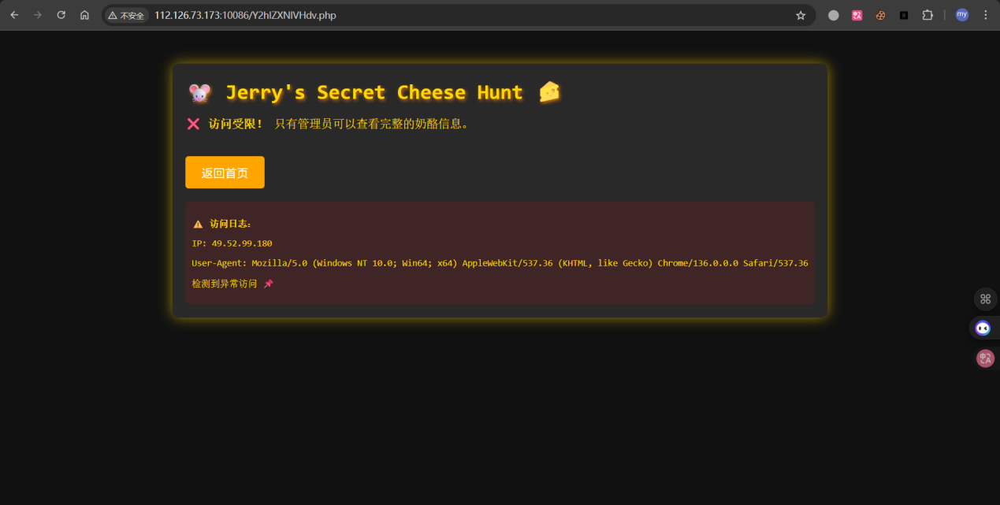 不安全 112.126.73.173:10086/Y2hlZXNlVHdv.php
my
Jerry's Secret Cheese Hunt
访问受限！ 只有管理员可以查看完整的奶酪信息。
返回首页
访问日志：
IP: 49.52.99.180
User-Agent: Mozilla/5.0 (Windows NT 10.0; Win64; x64) AppleWebKit/537.36 (KHTML, like Gecko) Chrome/136.0.0.0 Safari/537.36
检测到异常访问